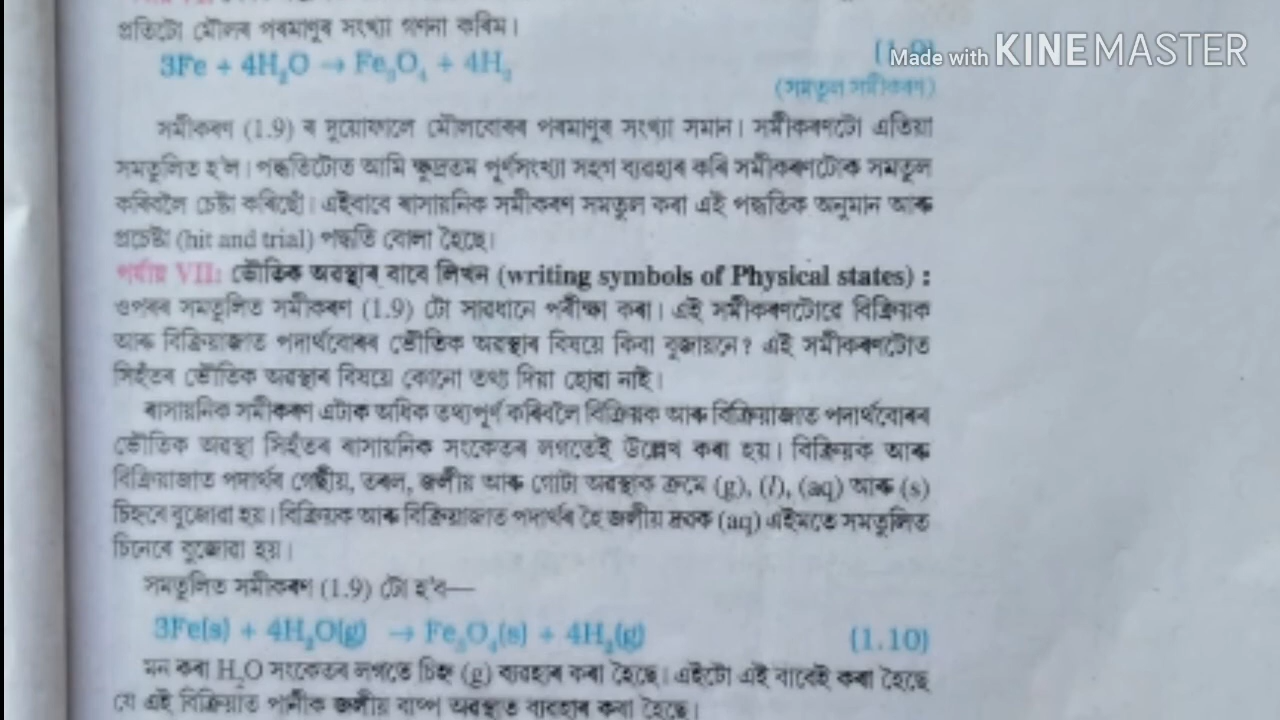 প্রতিটো মৌলৰ পৰমাণুৰ সংখ্যা গণনা কৰিম।
3Fe + 4H₂O → Fe₃O₄ + 4H₂
Made with KINEMASTER
(সমতুল সমীকৰণ)
সমীকৰণ (1.9) ৰ দুয়োফালে মৌলবোৰৰ পৰমাণুৰ সংখ্যা সমান। সমীকৰণটো এতিয়া
সমতুলিত হ'ল। পদ্ধতিটোত আমি ক্ষুদ্ৰতম পূৰ্ণসংখ্যা সহগ ব্যৱহাৰ কৰি সমীকৰণটোক সমতুল
কৰিবলৈ চেষ্টা কৰিছোঁ। এইবাবে ৰাসায়নিক সমীকৰণ সমতুল কৰা এই পদ্ধতিক অনুমান আৰু
প্ৰচেষ্টা (hit and trial) পদ্ধতি বোলা হৈছে।
পৰ্যায় VII: ভৌতিক অৱস্থাৰ বাবে লিখন (writing symbols of Physical states) :
ওপৰৰ সমতুলিত সমীকৰণ (1.9) টো সাৱধানে পৰীক্ষা কৰা। এই সমীকৰণটোৱে বিক্ৰিয়ক
আৰু বিক্ৰিয়াজাত পদাৰ্থবোৰৰ ভৌতিক অৱস্থাৰ বিষয়ে কিবা বুজায়নে? এই সমীকৰণটোত
সিহঁতৰ ভৌতিক অৱস্থাৰ বিষয়ে কোনো তথ্য দিয়া হোৱা নাই।
ৰাসায়নিক সমীকৰণ এটাক অধিক তথ্যপূৰ্ণ কৰিবলৈ বিক্ৰিয়ক আৰু বিক্ৰিয়াজাত পদাৰ্থবোৰৰ
ভৌতিক অৱস্থা সিহঁতৰ ৰাসায়নিক সংকেতৰ লগতেই উল্লেখ কৰা হয়। বিক্ৰিয়ক আৰু
বিক্ৰিয়াজাত পদাৰ্থৰ গেছীয়, তৰল, জলীয় আৰু গোটা অৱস্থাক ক্ৰমে (g), (l), (aq) আৰু (s)
চিহ্নৰে বুজোৱা হয়। বিক্ৰিয়ক আৰু বিক্ৰিয়াজাত পদাৰ্থৰ হৈ জলীয় দ্ৰৱক (aq) এইমতে সমতুলিত
চিনেৰে বুজোৱা হয়।
সমতুলিত সমীকৰণ (1.9) টো হ'ব—
3Fe(s) + 4H₂O(g) → Fe₃O₄(s) + 4H₂(g) (1.10)
মন কৰা H₂O সংকেতৰ লগতে চিহ্ন (g) ব্যৱহাৰ কৰা হৈছে। এইটো এই বাবেই কৰা হৈছে
যে এই বিক্ৰিয়াত পানীক জলীয় বাষ্প অৱস্থাত ব্যৱহাৰ কৰা হৈছে।